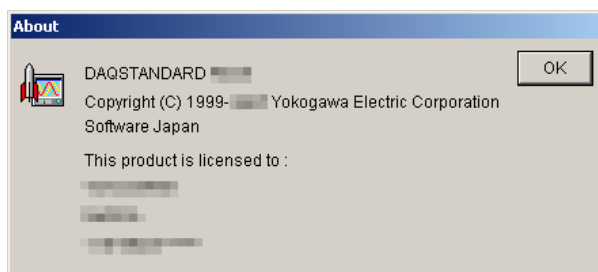 About
DAQSTANDARD
OK
Copyright (C) 1999- Yokogawa Electric Corporation
Software Japan
This product is licensed to :